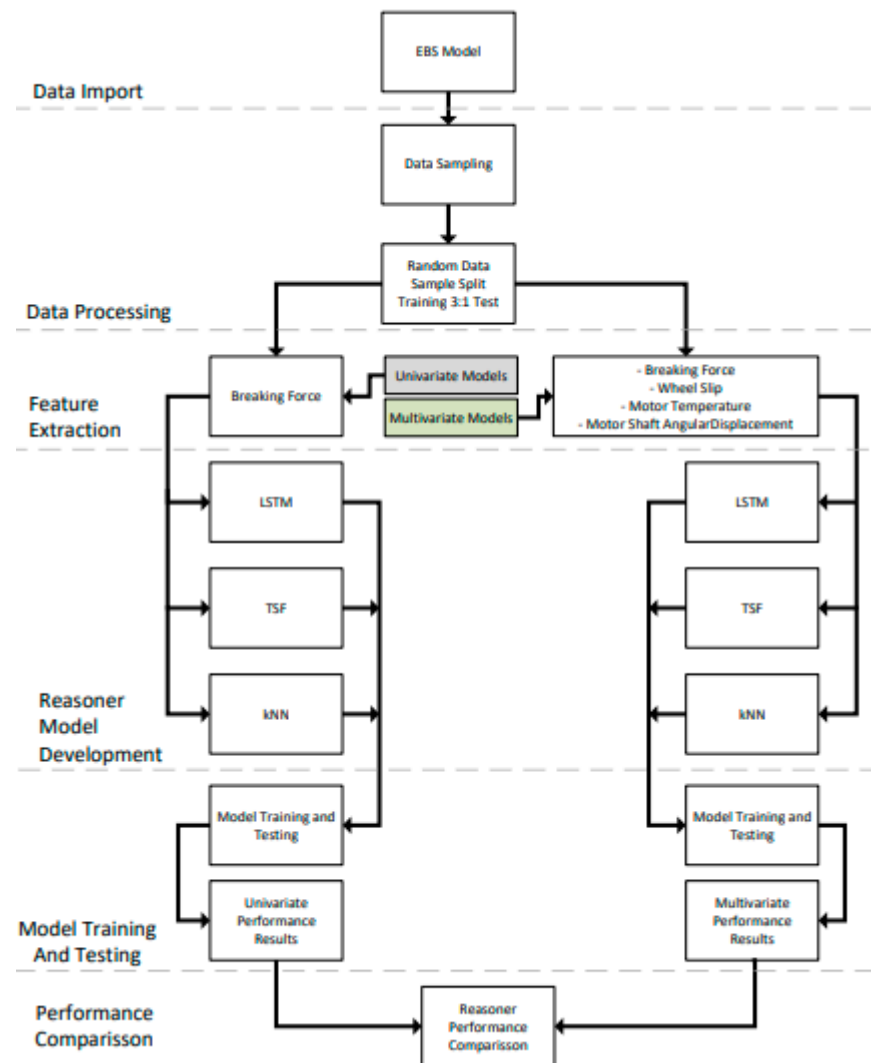 EBS Model
Data Import
Data Sampling
Random Data
Sample Split
Training 3:1 Test
Data Processing
Breaking Force
Univariate Models
Multivariate Models
- Breaking Force
- Wheel Slip
- Motor Temperature
- Motor Shaft AngularDisplacement
Feature
Extraction
LSTM
LSTM
TSF
TSF
kNN
kNN
Reasoner
Model
Development
Model Training and
Testing
Model Training and
Testing
Univariate
Performance
Results
Multivariate
Performance
Results
Model Training
And Testing
Reasoner
Performance
Comparisson
Performance
Comparisson